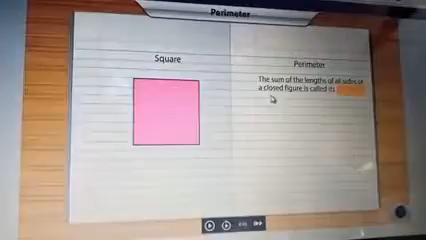 Perimeter
Square
Perimeter
The sum of the lengths of all sides of
a closed figure is called its